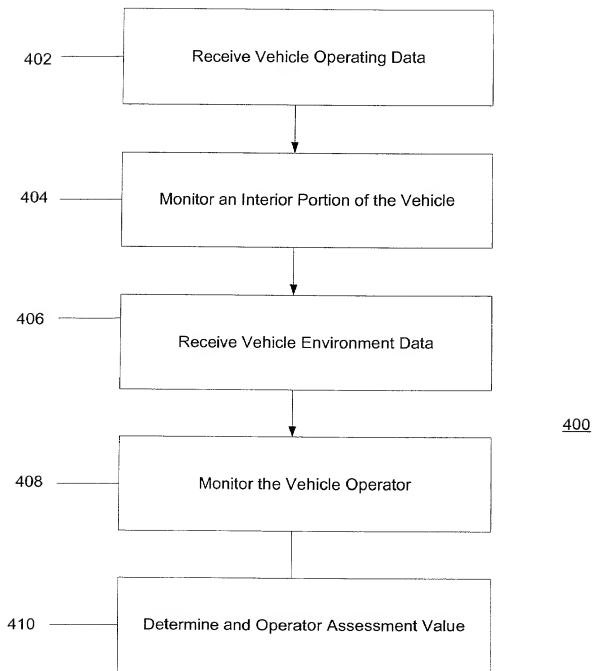 402
Receive Vehicle Operating Data
404
Monitor an Interior Portion of the Vehicle
406
Receive Vehicle Environment Data
400
408
Monitor the Vehicle Operator
410
Determine and Operator Assessment Value